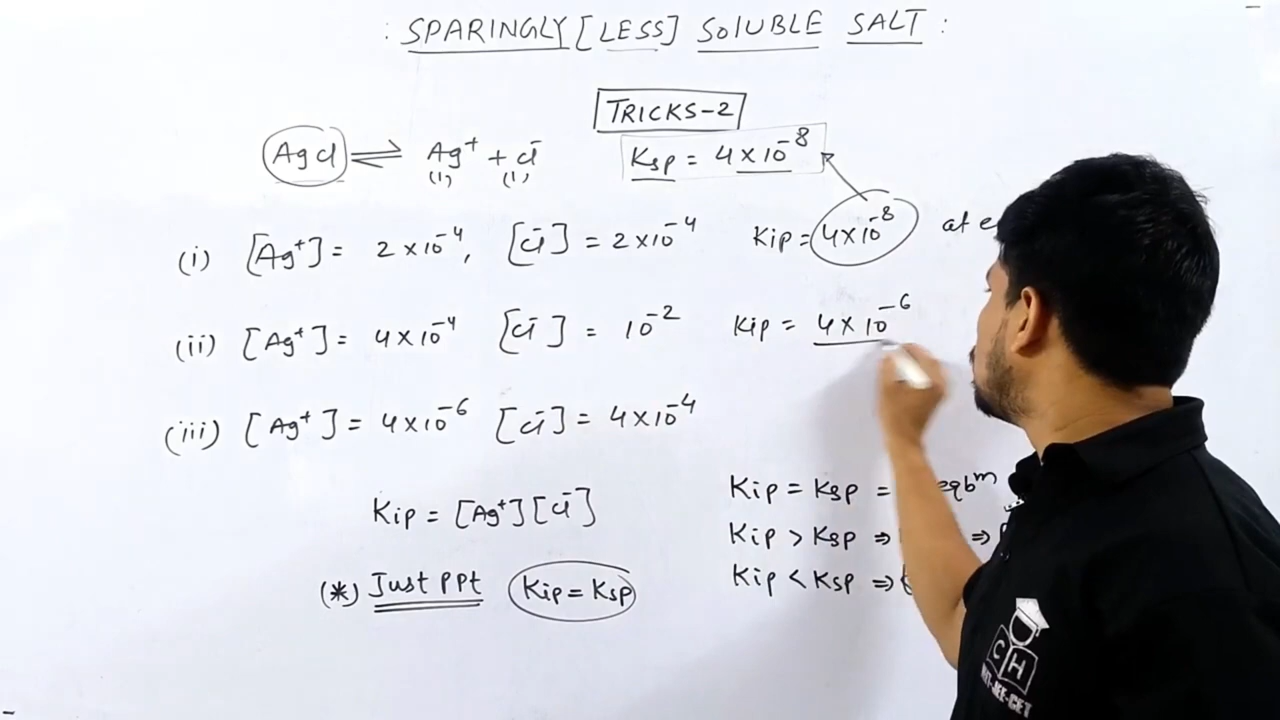 : SPARINGLY [LESS] SOLUBLE SALT :
TRICKS-2
AgCl ⇌ Ag⁺ + Cl⁻ Ksp = 4×10⁻⁸
(1) (1)
(i) [Ag⁺] = 2×10⁻⁴, [Cl⁻] = 2×10⁻⁴ Kip = 4×10⁻⁸ at e
(ii) [Ag⁺] = 4×10⁻⁴ [Cl⁻] = 10⁻² Kip = 4×10⁻⁶
(iii) [Ag⁺] = 4×10⁻⁶ [Cl⁻] = 4×10⁻⁴
Kip = [Ag⁺][Cl⁻]
(*) Just PPt Kip = Ksp
Kip = Ksp = eqbᵐ
Kip > Ksp ⇒ ⇒
Kip < Ksp ⇒
C H
NEET-JEE-CET